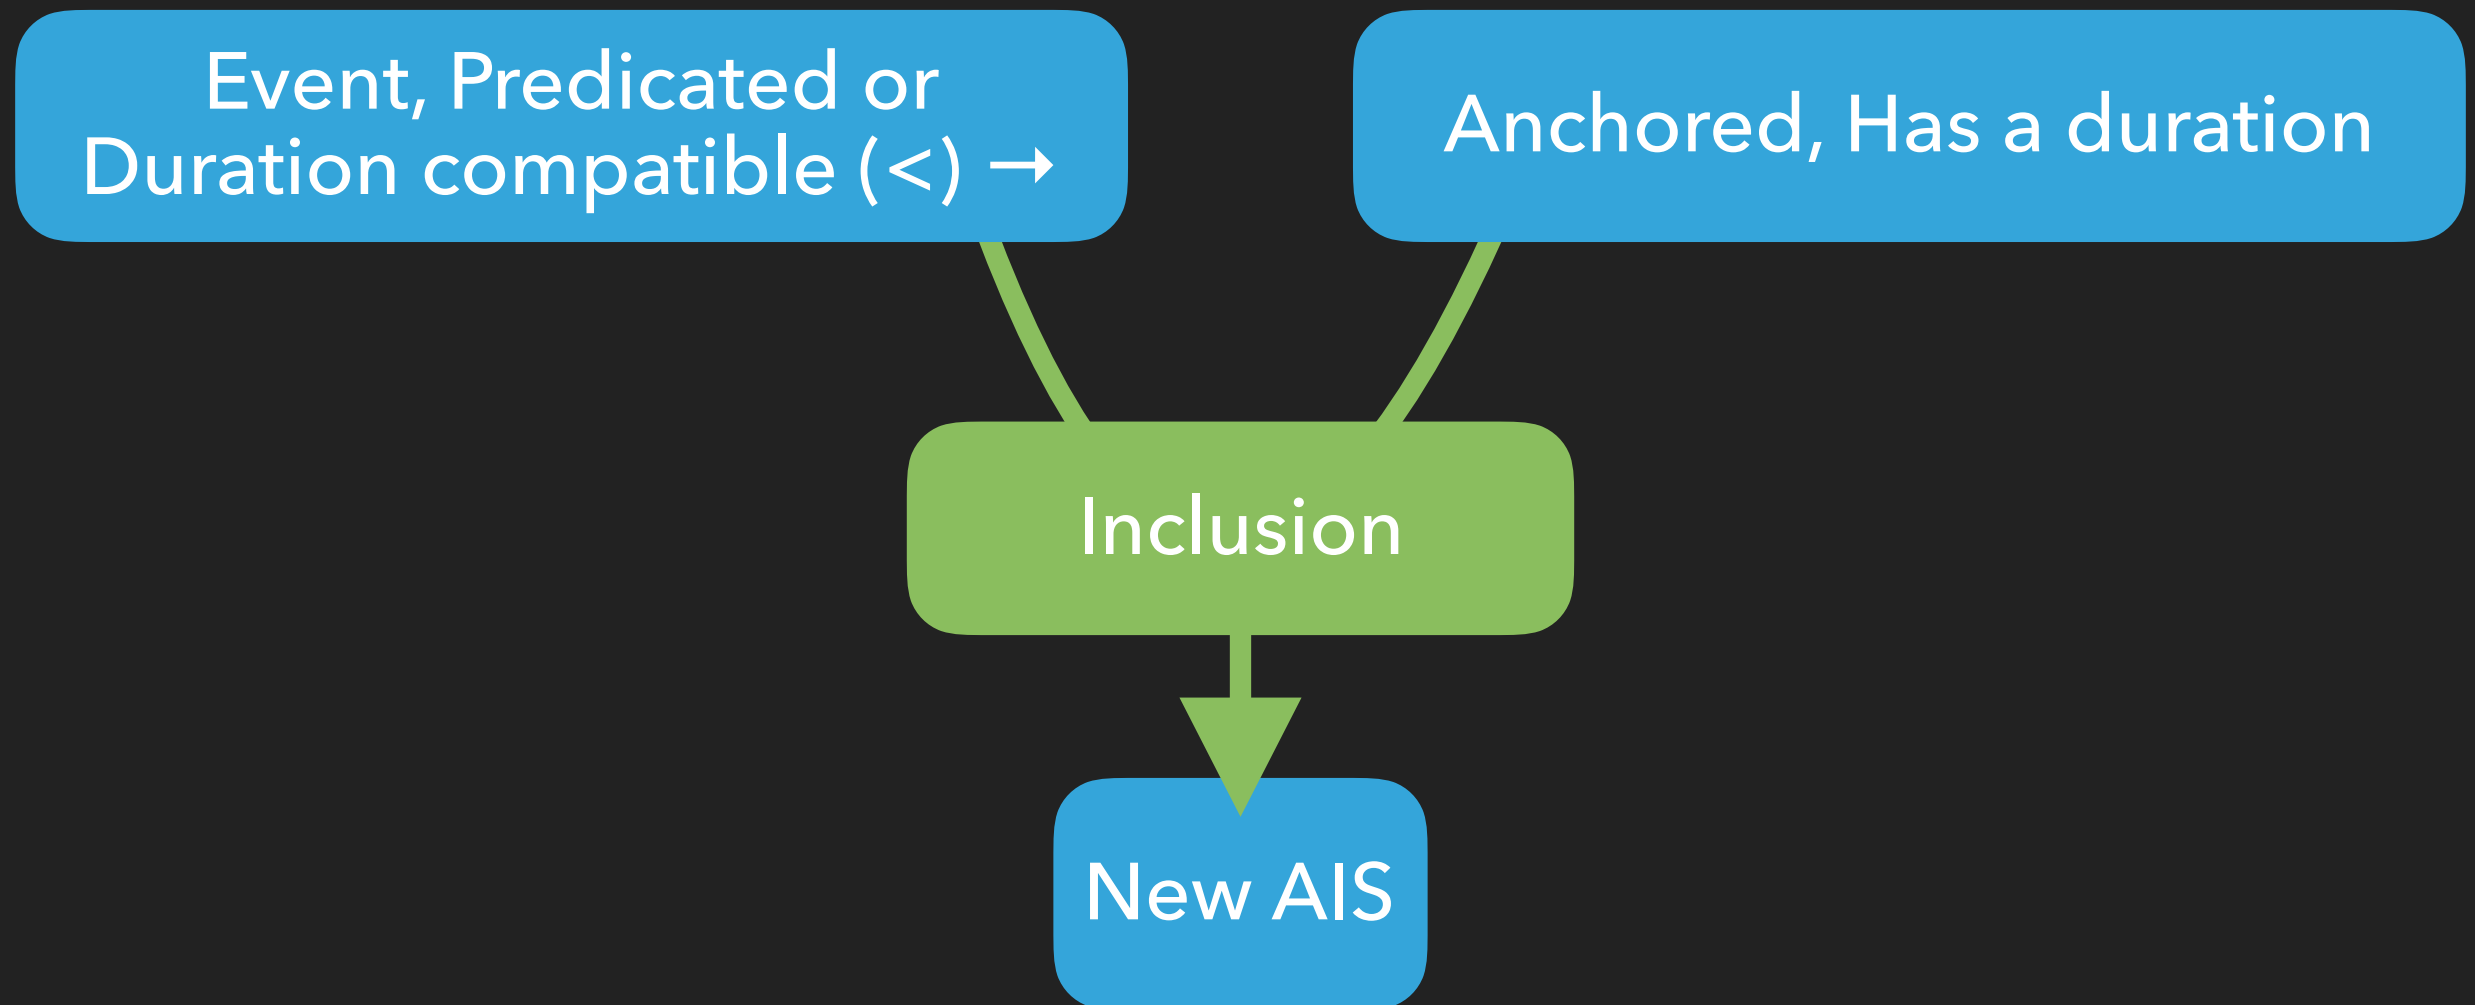 Event, Predicated or
Duration compatible (<) →
Anchored, Has a duration
Inclusion
New AIS